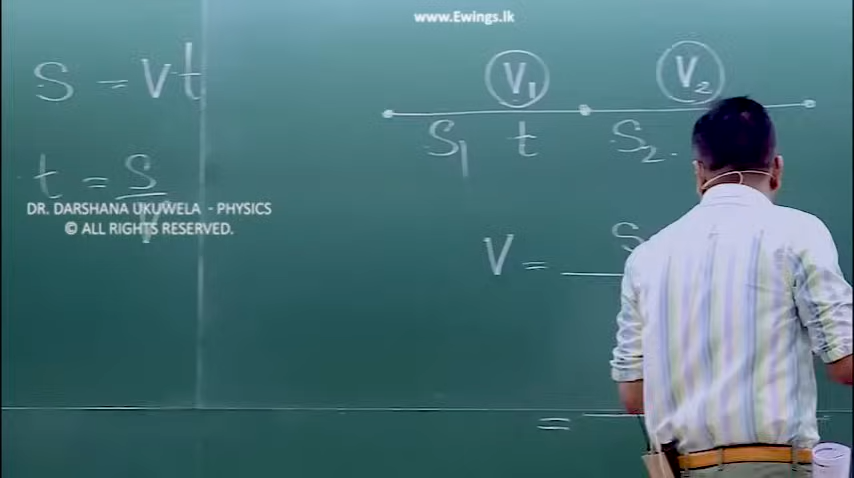 www.Ewings.lk
S = Vt
V₁ V₂
S₁ t S₂
t = S/V
DR. DARSHANA UKUWELA - PHYSICS
© ALL RIGHTS RESERVED.
V = S
=